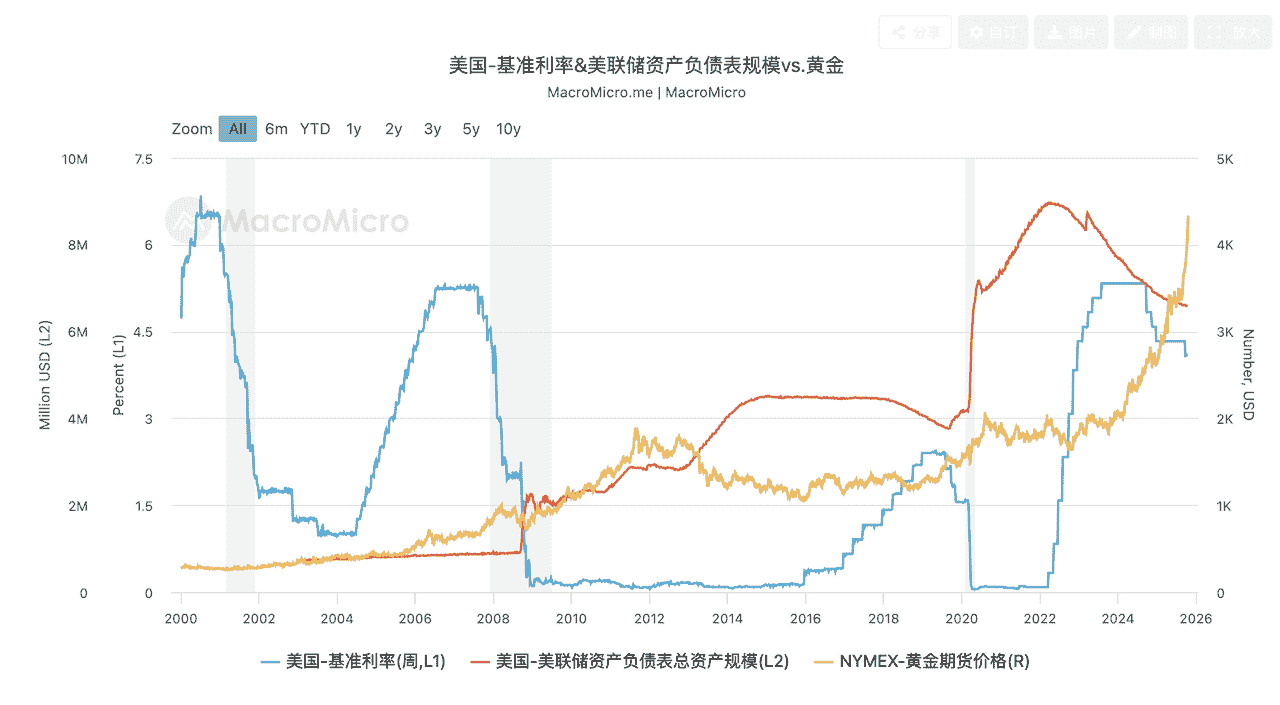 分享 自订 图片 制图 放大
美国-基准利率&美联储资产负债表规模vs.黄金
MacroMicro.me | MacroMicro
Zoom All 6m YTD 1y 2y 3y 5y 10y
10M 7.5 5K
MacroMicro
8M 6 4K
6M 4.5 3K
Million USD (L2)
Percent (L1)
Number, USD
4M 3 2K
2M 1.5 1K
0 0 0
2000 2002 2004 2006 2008 2010 2012 2014 2016 2018 2020 2022 2024 2026
美国-基准利率(周,L1) 美国-美联储资产负债表总资产规模(L2) NYMEX-黄金期货价格(R)